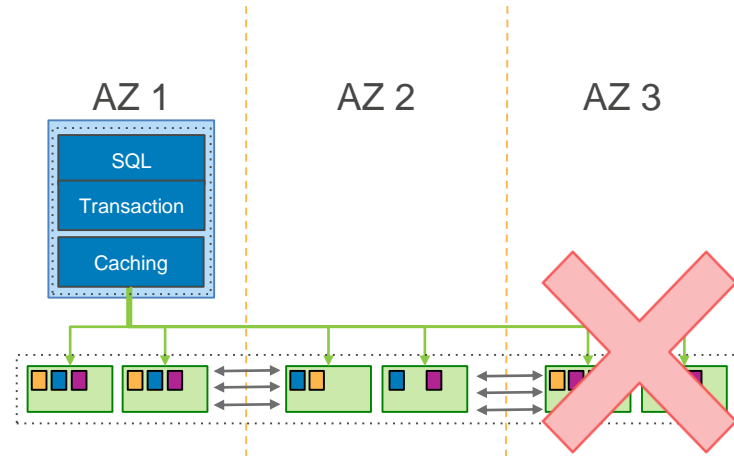 AZ 1
AZ 2
AZ 3
SQL
Transaction
Caching